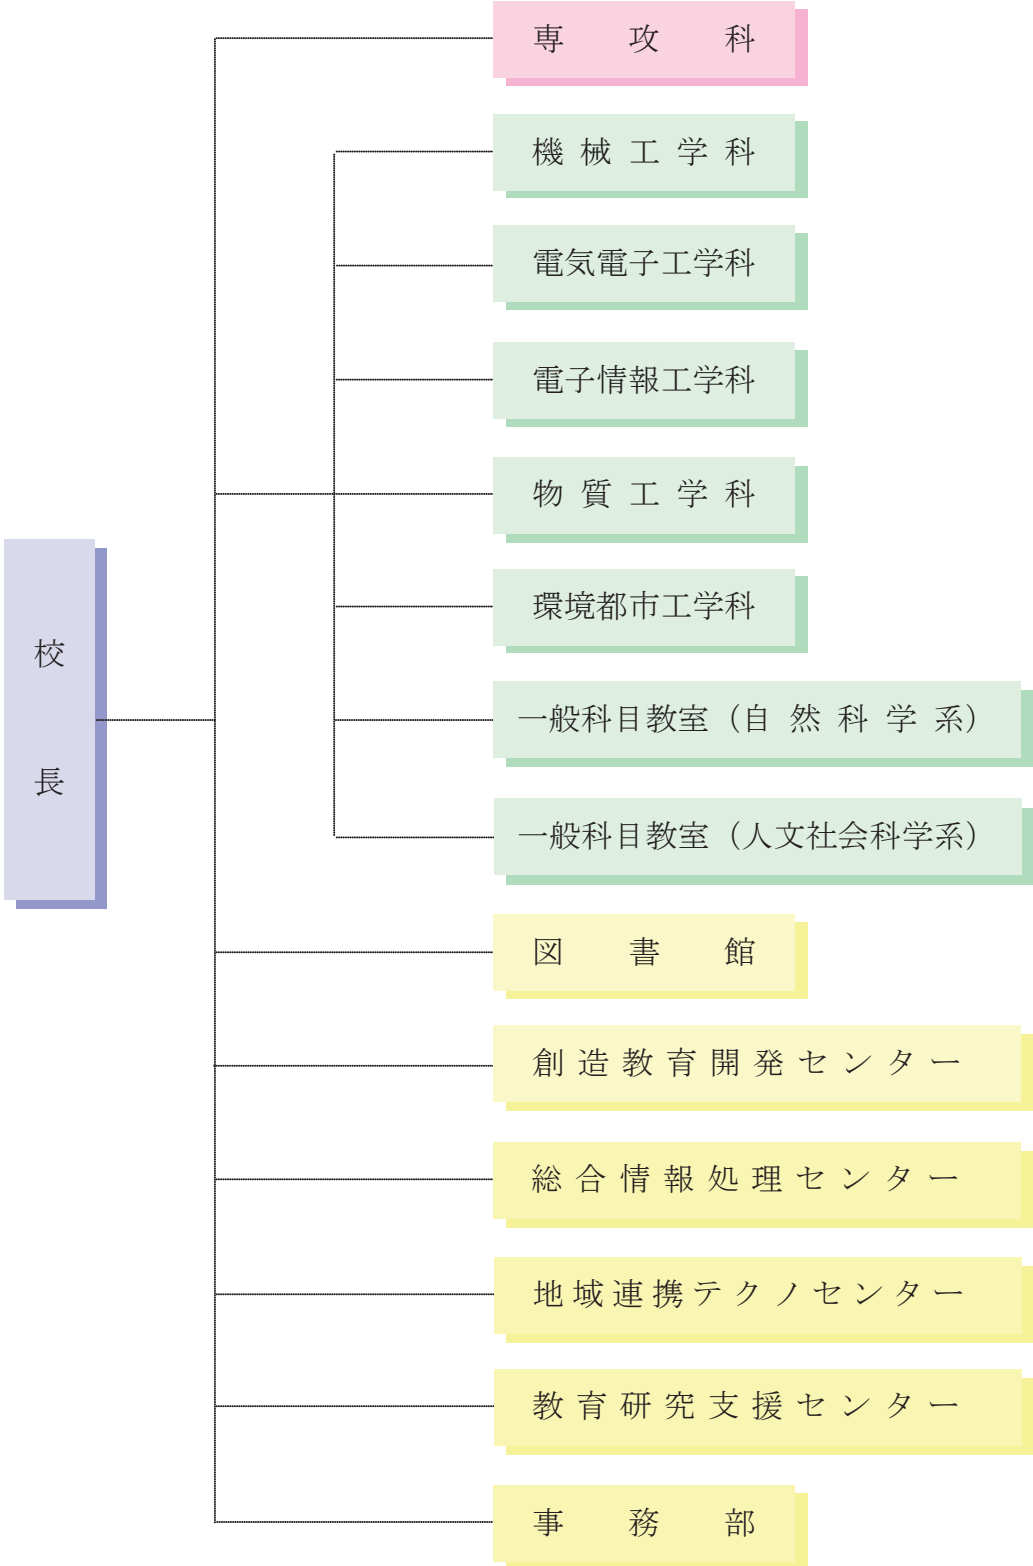 校長
専攻科
機械工学科
電気電子工学科
電子情報工学科
物質工学科
環境都市工学科
一般科目教室（自然科学系）
一般科目教室（人文社会科学系）
図書館
創造教育開発センター
総合情報処理センター
地域連携テクノセンター
教育研究支援センター
事務部